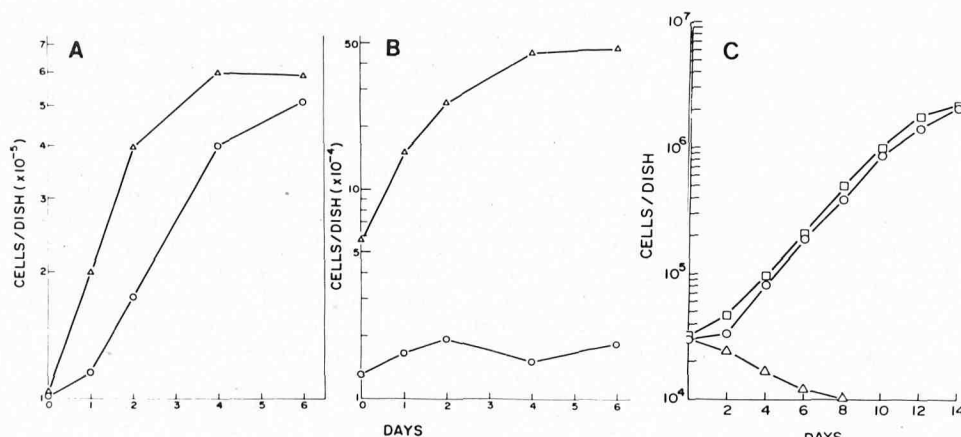 A
CELLS/DISH (x10⁻⁵)
7
6
5
4
3
2
1
0 1 2 3 4 5 6
B
CELLS/DISH (x10⁻⁴)
50
10
5
1
0 1 2 3 4 5 6
DAYS
C
CELLS/DISH
10⁷
10⁶
10⁵
10⁴
2 4 6 8 10 12 14
DAYS